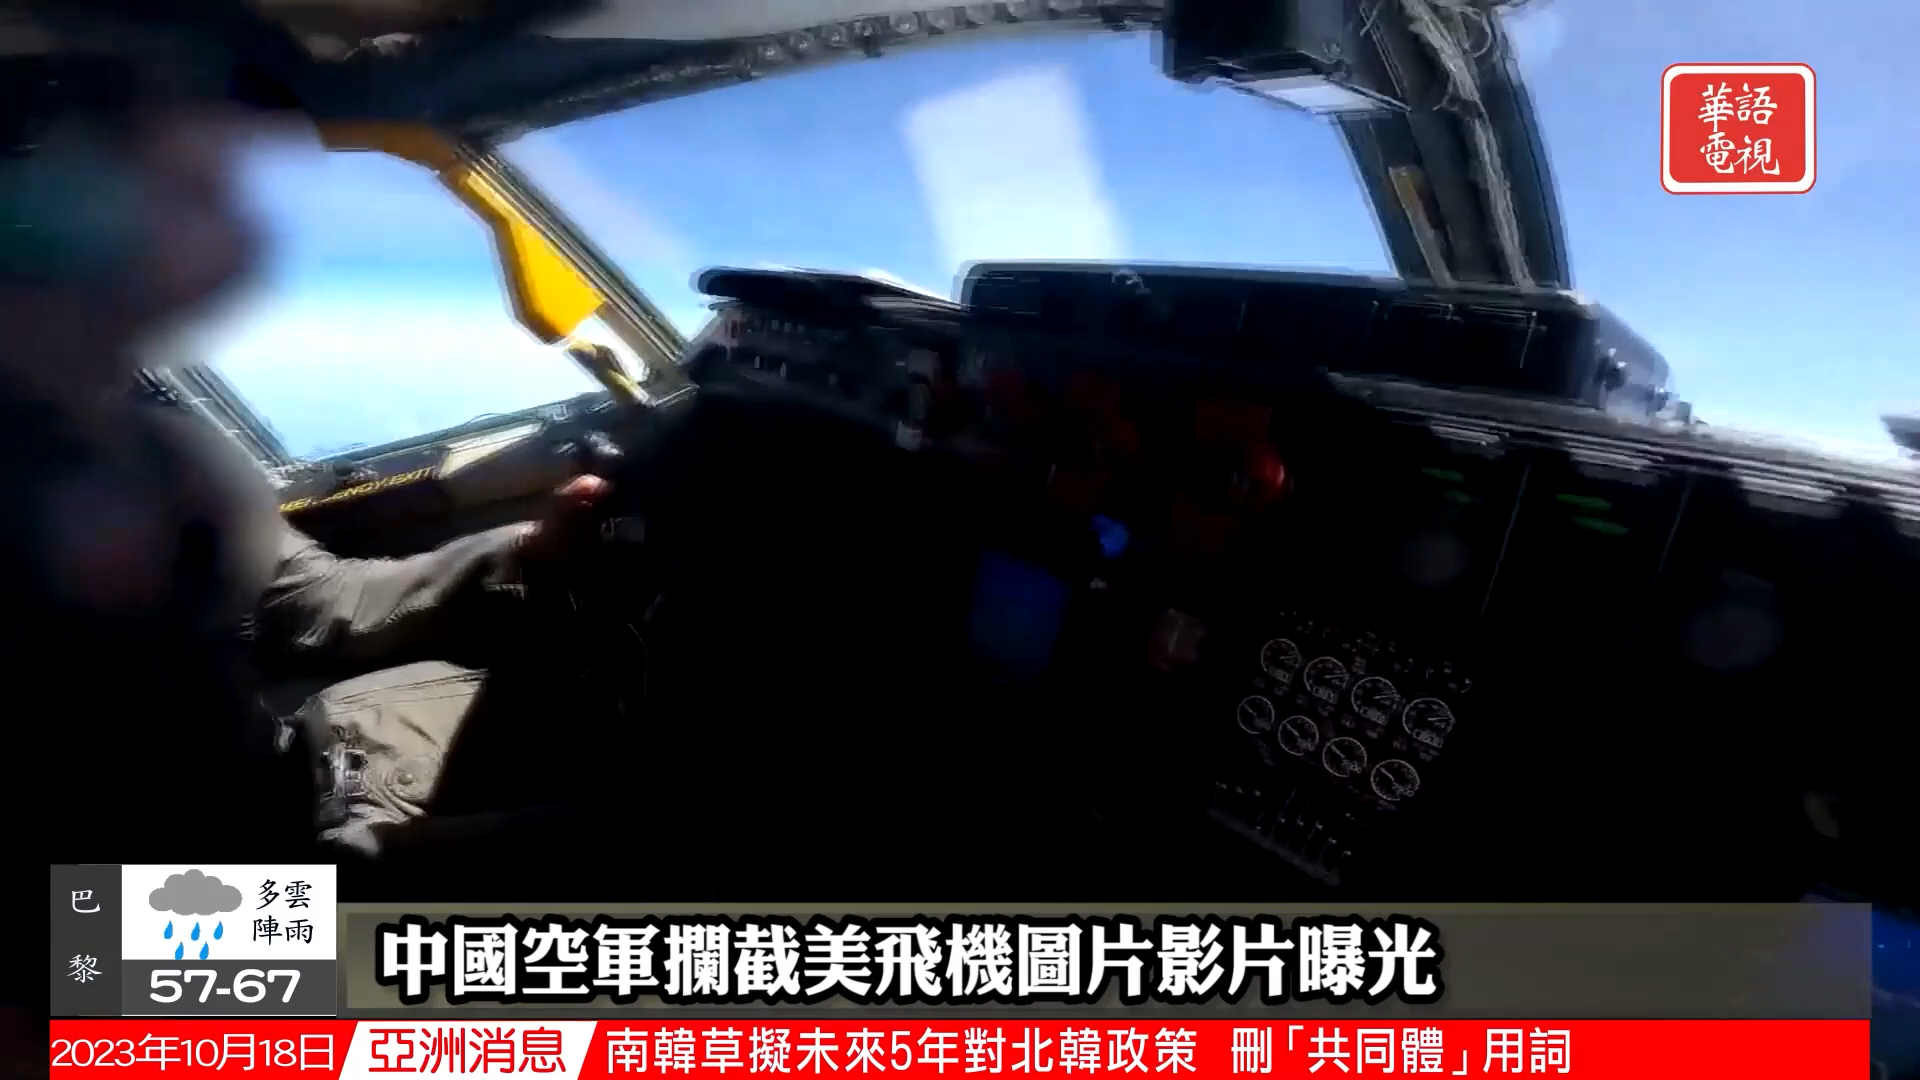 華語
電視
EMERGENCY EXIT
巴黎
多雲
陣雨
57-67
中國空軍攔截美飛機圖片影片曝光
2023年10月18日
亞洲消息
南韓草擬未來5年對北韓政策 刪「共同體」用詞